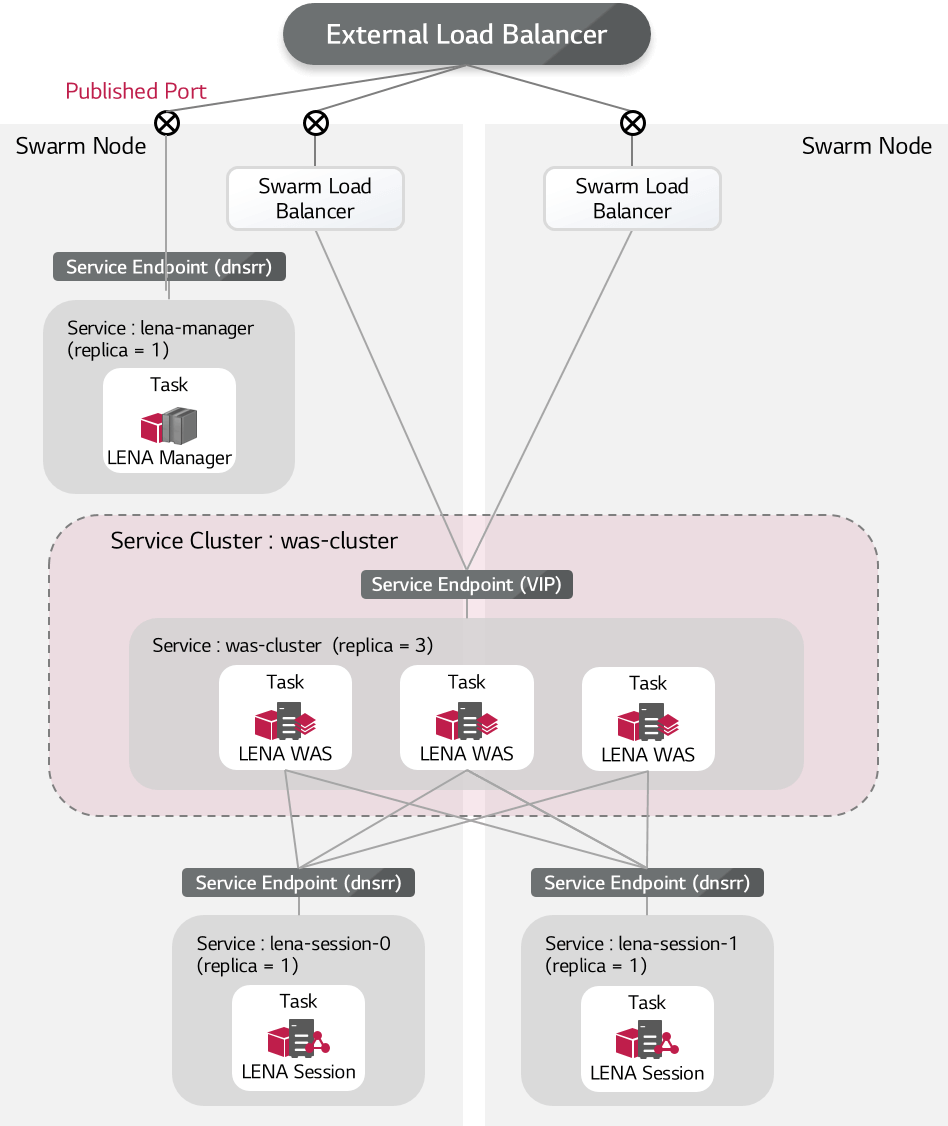 External Load Balancer
Published Port
Swarm Node
Swarm Node
Swarm Load
Balancer
Swarm Load
Balancer
Service Endpoint (dnsrr)
Service : lena-manager
(replica = 1)
Task
LENA Manager
Service Cluster : was-cluster
Service Endpoint (VIP)
Service : was-cluster (replica = 3)
Task
LENA WAS
Task
LENA WAS
Task
LENA WAS
Service Endpoint (dnsrr)
Service : lena-session-0
(replica = 1)
Task
LENA Session
Service Endpoint (dnsrr)
Service : lena-session-1
(replica = 1)
Task
LENA Session